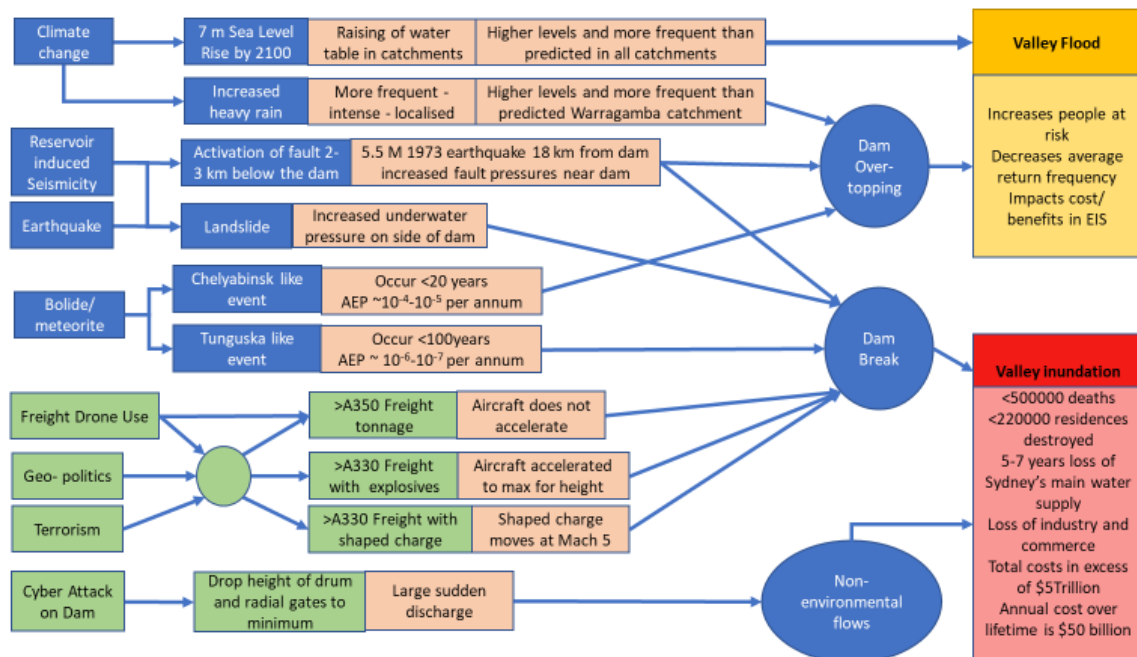 Climate
change
7 m Sea Level
Rise by 2100
Raising of water
table in catchments
Higher levels and more frequent than
predicted in all catchments
Valley Flood
Increased
heavy rain
More frequent -
intense - localised
Higher levels and more frequent than
predicted Warragamba catchment
Increases people at
risk
Decreases average
return frequency
Impacts cost/
benefits in EIS
Reservoir
induced
Seismicity
Activation of fault 2-
3 km below the dam
5.5 M 1973 earthquake 18 km from dam
increased fault pressures near dam
Dam
Over-
topping
Earthquake
Landslide
Increased underwater
pressure on side of dam
Bolide/
meteorite
Chelyabinsk like
event
Occur <20 years
AEP ~10⁻⁴-10⁻⁵ per annum
Tunguska like
event
Occur <100years
AEP ~ 10⁻⁶-10⁻⁷ per annum
Dam
Break
Valley inundation
<500000 deaths
<220000 residences
destroyed
5-7 years loss of
Sydney's main water
supply
Loss of industry and
commerce
Total costs in excess
of $5Trillion
Annual cost over
lifetime is $50 billion
Freight Drone Use
>A350 Freight
tonnage
Aircraft does not
accelerate
Geo- politics
>A330 Freight
with explosives
Aircraft accelerated
to max for height
Terrorism
>A330 Freight with
shaped charge
Shaped charge
moves at Mach 5
Cyber Attack
on Dam
Drop height of drum
and radial gates to
minimum
Large sudden
discharge
Non-
environmental
flows